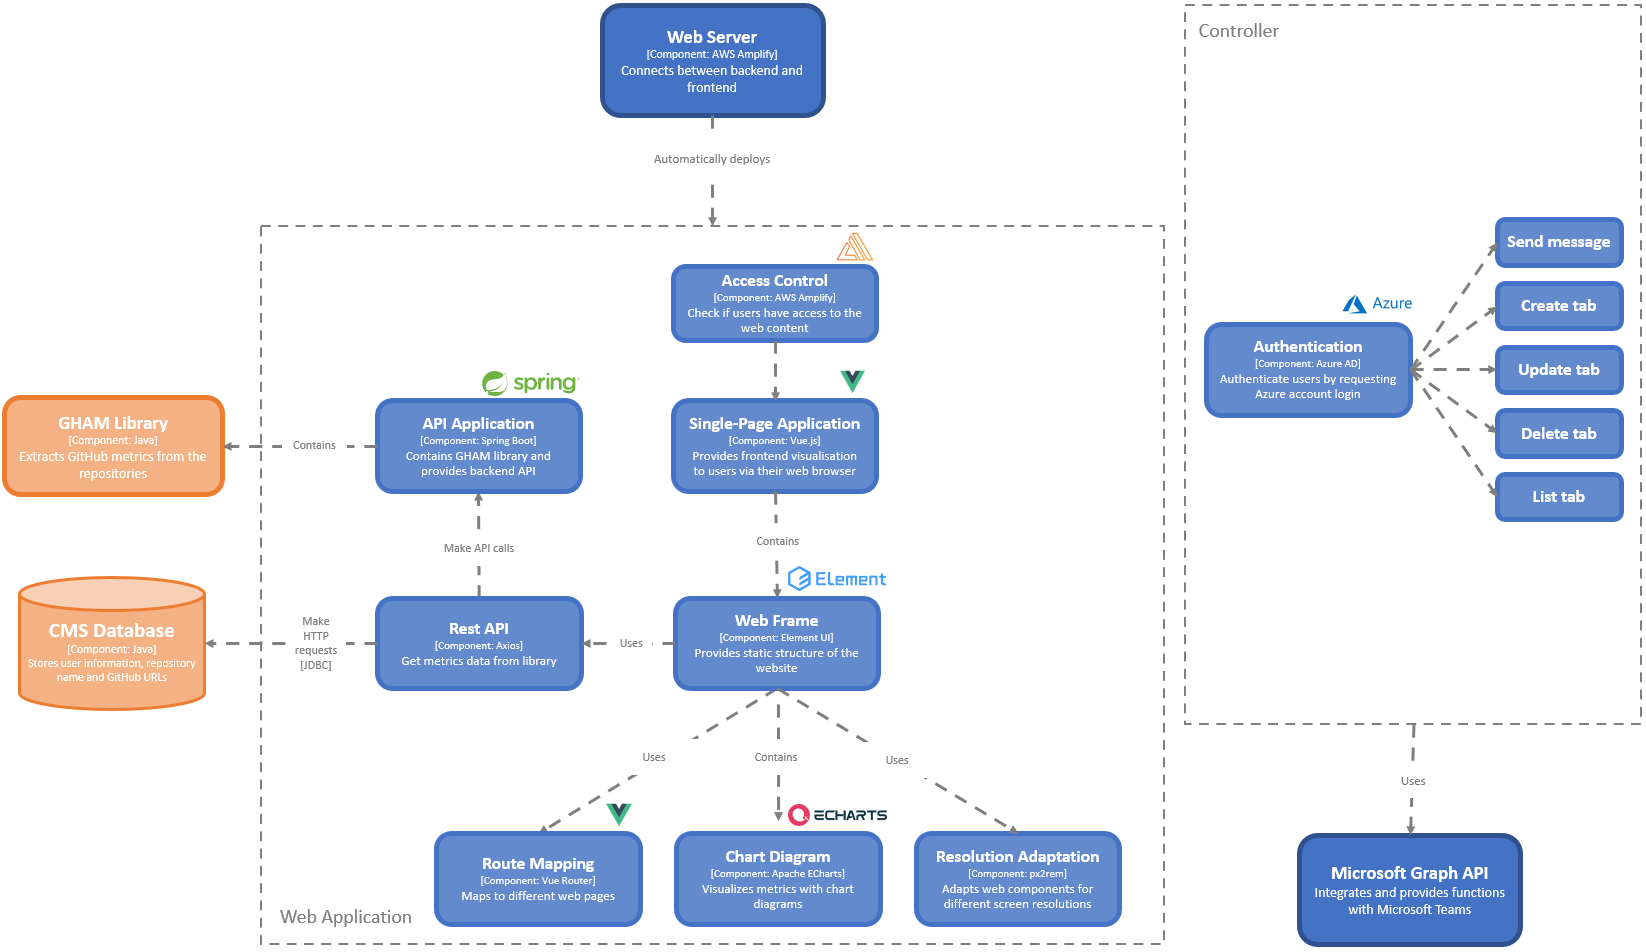 Web Server
[Component: AWS Amplify]
Connects between backend and
frontend
Automatically deploys
Access Control
[Component: AWS Amplify]
Check if users have access to the
web content
spring
API Application
[Component: Spring Boot]
Contains GHAM library and
provides backend API
Single-Page Application
[Component: Vue.js]
Provides frontend visualisation
to users via their web browser
GHAM Library
[Component: Java]
Extracts GitHub metrics from the
repositories
Contains
Make API calls
Contains
Element
CMS Database
[Component: Java]
Stores user information, repository
name and GitHub URLs
Make
HTTP
requests
[JDBC]
Rest API
[Component: Axios]
Get metrics data from library
Uses
Web Frame
[Component: Element UI]
Provides static structure of the
website
Uses
Contains
Uses
ECHARTS
Route Mapping
[Component: Vue Router]
Maps to different web pages
Chart Diagram
[Component: Apache ECharts]
Visualizes metrics with chart
diagrams
Resolution Adaptation
[Component: px2rem]
Adapts web components for
different screen resolutions
Web Application
Controller
Azure
Authentication
[Component: Azure AD]
Authenticate users by requesting
Azure account login
Send message
Create tab
Update tab
Delete tab
List tab
Uses
Microsoft Graph API
Integrates and provides functions
with Microsoft Teams